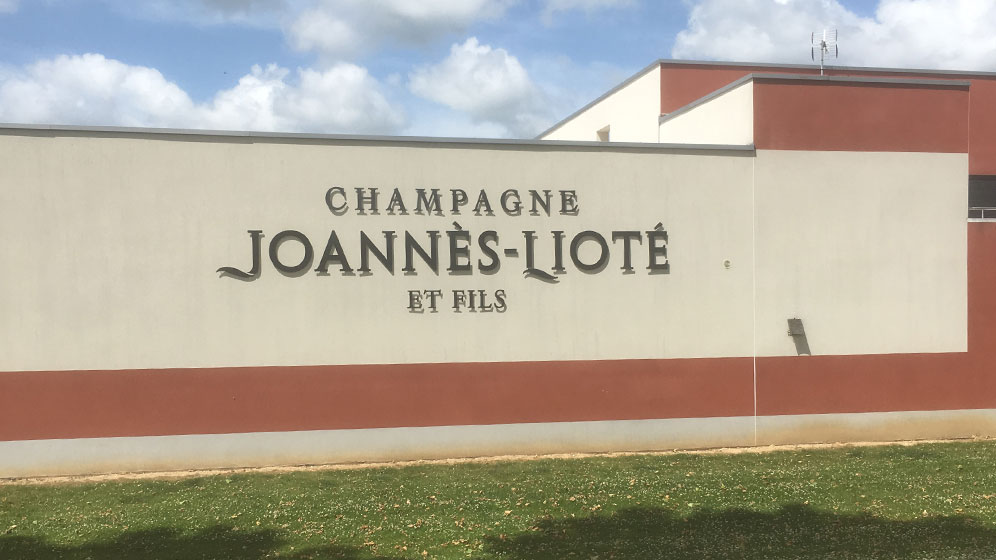 CHAMPAGNE
JOANNÈS-LIOTÉ
ET FILS